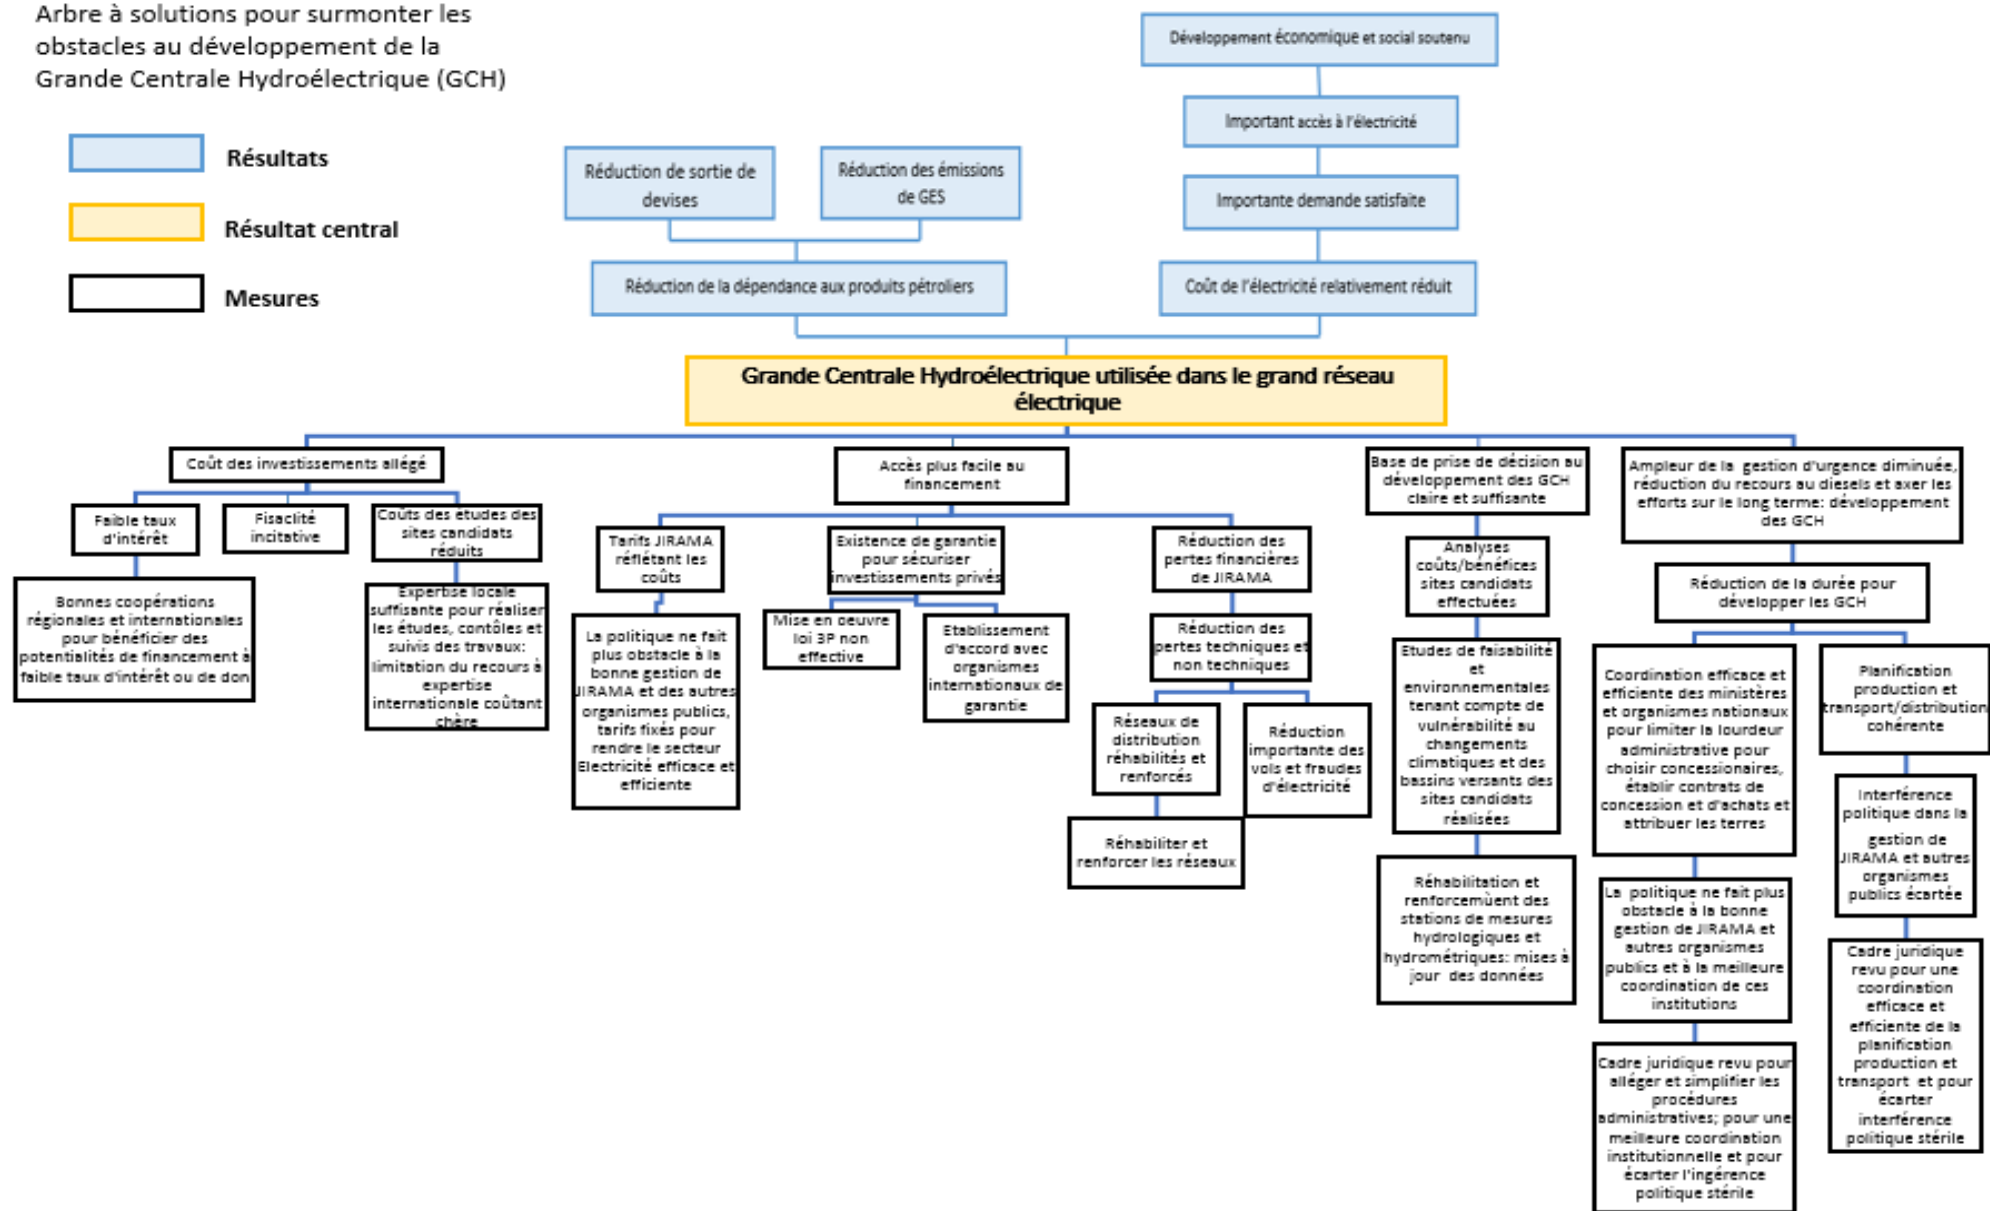 Arbre à solutions pour surmonter les
obstacles au développement de la
Grande Centrale Hydroélectrique (GCH)
Résultats
Résultat central
Mesures
Développement économique et social soutenu
Important accès à l'électricité
Importante demande satisfaite
Coût de l'électricité relativement réduit
Réduction de sortie de
devises
Réduction des émissions
de GES
Réduction de la dépendance aux produits pétroliers
Grande Centrale Hydroélectrique utilisée dans le grand réseau
électrique
Coût des investissements allégé
Faible taux
d'intérêt
Fisaclité
incitative
Coûts des études des
sites candidats
réduits
Bonnes coopérations
régionales et internationales
pour bénéficier des
potentialités de financement à
faible taux d'intérêt ou de don
Expertise locale
suffisante pour réaliser
les études, contôles et
suivis des travaux:
limitation du recours à
expertise
internationale coûtant
chère
Accès plus facile au
financement
Tarifs JIRAMA
réflétant les
coûts
La politique ne fait
plus obstacle à la
bonne gestion de
JIRAMA et des autres
organismes publics,
tarifs fixés pour
rendre le secteur
Electricité efficace et
efficiente
Existence de garantie
pour sécuriser
investissements privés
Mise en oeuvre
loi 3P non
effective
Etablissement
d'accord avec
organismes
internationaux de
garantie
Réduction des
pertes financières
de JIRAMA
Réduction des
pertes techniques et
non techniques
Réseaux de
distribution
réhabilités et
renforcés
Réduction
importante des
vols et fraudes
d'électricité
Réhabiliter et
renforcer les réseaux
Base de prise de décision au
développement des GCH
claire et suffisante
Analyses
coûts/bénéfices
sites candidats
effectuées
Etudes de faisabilité
et
environnementales
tenant compte de
vulnérabilité au
changements
climatiques et des
bassins versants des
sites candidats
réalisées
Réhabilitation et
renforcemùent des
stations de mesures
hydrologiques et
hydrométriques: mises à
jour des données
Ampleur de la gestion d'urgence diminuée,
réduction du recours au diesels et axer les
efforts sur le long terme: développement
des GCH
Réduction de la durée pour
développer les GCH
Coordination efficace et
efficiente des ministères
et organismes nationaux
pour limiter la lourdeur
administrative pour
choisir concessionaires,
établir contrats de
concession et d'achats et
attribuer les terres
La politique ne fait plus
obstacle à la bonne
gestion de JIRAMA et
autres organismes
publics et à la meilleure
coordination de ces
institutions
Cadre juridique revu pour
alléger et simplifier les
procédures
administratives; pour une
meilleure coordination
institutionnelle et pour
écarter l'ingérence
politique stérile
Planification
production et
transport/distribution
cohérente
Interférence
politique dans la
gestion de
JIRAMA et autres
organismes
publics écartée
Cadre juridique
revu pour une
coordination
efficace et
efficiente de la
planification
production et
transport et pour
écarter
interférence
politique stérile